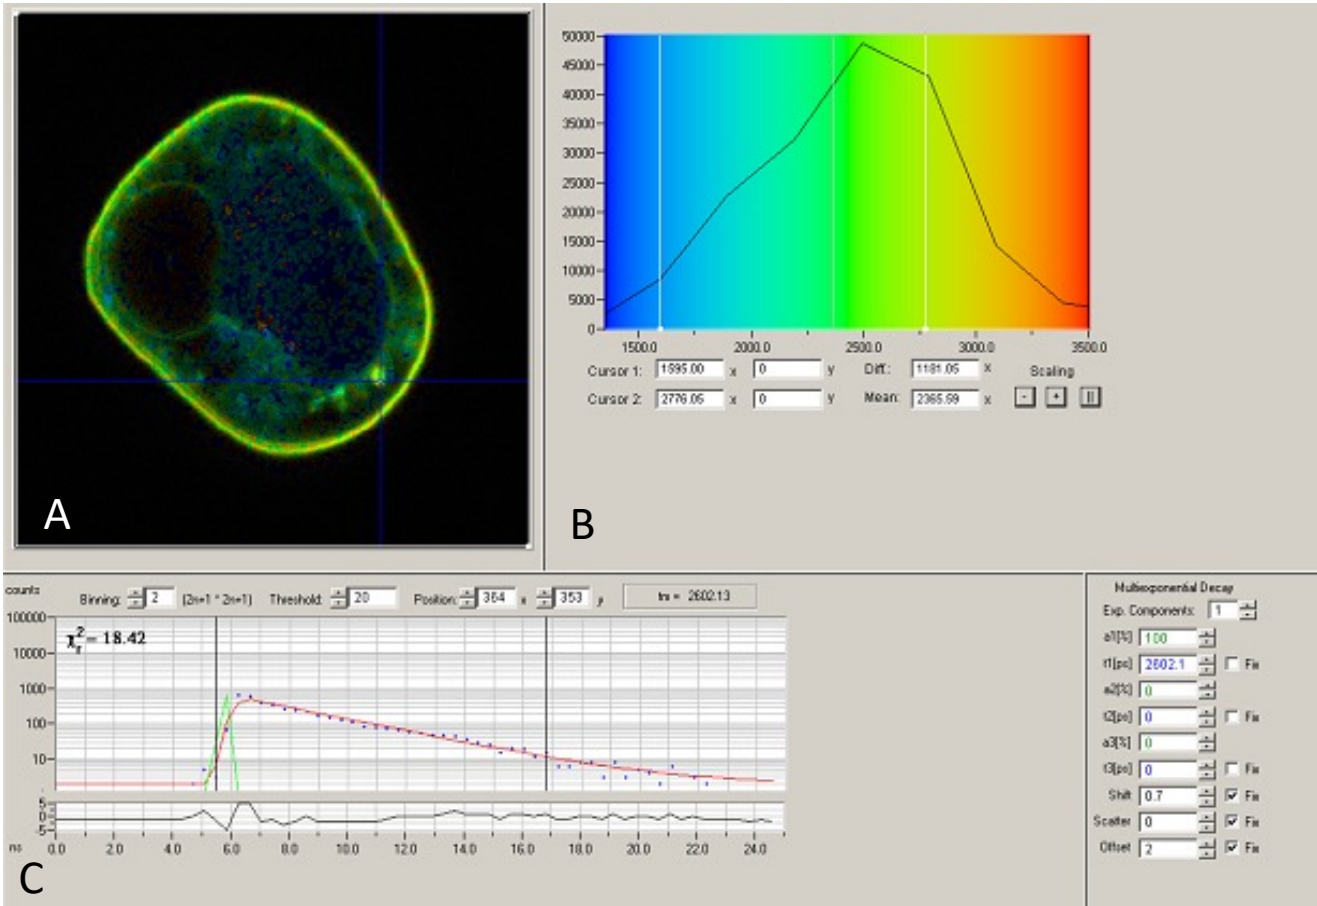 A
50000
45000
40000
35000
30000
25000
20000
15000
10000
5000
0
1500.0 2000.0 2500.0 3000.0 3500.0
Cursor 1: 1595.00 x 0 y Diff.: 1181.05 x Scaling
Cursor 2: 2776.05 x 0 y Mean: 2365.59 x - + ||
B
counts
Binning: 2 (2n+1 * 2n+1) Threshold: 20 Position: 364 x 353 y tm = 2602.13
100000
10000
1000
100
10
1
χr² = 18.42
5
0
-5
ns 0.0 2.0 4.0 6.0 8.0 10.0 12.0 14.0 16.0 18.0 20.0 22.0 24.0
C
Multiexponential Decay
Exp. Components: 1
a1[%] 100
t1[ps] 2602.1 Fix
a2[%] 0
t2[ps] 0 Fix
a3[%] 0
t3[ps] 0 Fix
Shift 0.7 Fix
Scatter 0 Fix
Offset 2 Fix